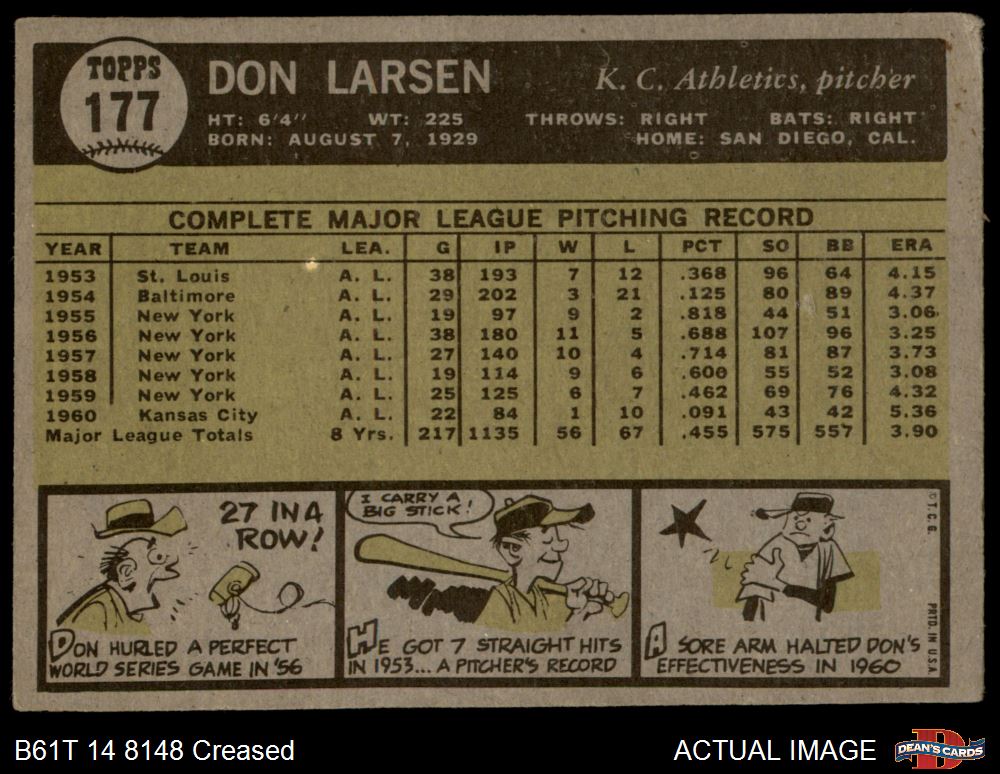 TOPPS
177
DON LARSEN
K. C. Athletics, pitcher
HT: 6'4" WT: 225 THROWS: RIGHT BATS: RIGHT
BORN: AUGUST 7, 1929 HOME: SAN DIEGO, CAL.
COMPLETE MAJOR LEAGUE PITCHING RECORD
YEAR TEAM LEA. G IP W L PCT SO BB ERA
1953 St. Louis A. L. 38 193 7 12 .368 96 64 4.15
1954 Baltimore A. L. 29 202 3 21 .125 80 89 4.37
1955 New York A. L. 19 97 9 2 .818 44 51 3.06
1956 New York A. L. 38 180 11 5 .688 107 96 3.25
1957 New York A. L. 27 140 10 4 .714 81 87 3.73
1958 New York A. L. 19 114 9 6 .600 55 52 3.08
1959 New York A. L. 25 125 6 7 .462 69 76 4.32
1960 Kansas City A. L. 22 84 1 10 .091 43 42 5.36
Major League Totals 8 Yrs. 217 1135 56 67 .455 575 557 3.90
27 IN A
ROW!
DON HURLED A PERFECT
WORLD SERIES GAME IN '56
I CARRY A
BIG STICK!
HE GOT 7 STRAIGHT HITS
IN 1953... A PITCHER'S RECORD
A SORE ARM HALTED DON'S
EFFECTIVENESS IN 1960
© T.C.G. PRTD. IN U.S.A.
B61T 14 8148 Creased
ACTUAL IMAGE
D
DEAN'S CARDS